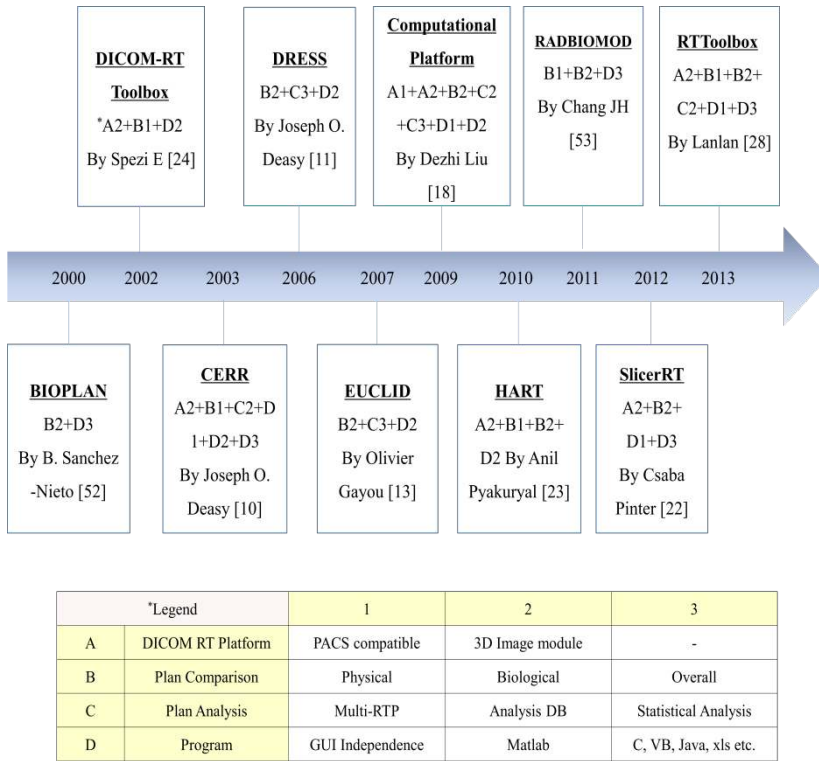 DICOM-RT
Toolbox
*A2+B1+D2
By Spezi E [24]
DRESS
B2+C3+D2
By Joseph O.
Deasy [11]
Computational
Platform
A1+A2+B2+C2
+C3+D1+D2
By Dezhi Liu
[18]
RADBIOMOD
B1+B2+D3
By Chang JH
[53]
RTToolbox
A2+B1+B2+
C2+D1+D3
By Lanlan [28]
2000 2002 2003 2006 2007 2009 2010 2011 2012 2013
BIOPLAN
B2+D3
By B. Sanchez
-Nieto [52]
CERR
A2+B1+C2+D
1+D2+D3
By Joseph O.
Deasy [10]
EUCLID
B2+C3+D2
By Olivier
Gayou [13]
HART
A2+B1+B2+
D2 By Anil
Pyakuryal [23]
SlicerRT
A2+B2+
D1+D3
By Csaba
Pinter [22]
*Legend 1 2 3
A DICOM RT Platform PACS compatible 3D Image module -
B Plan Comparison Physical Biological Overall
C Plan Analysis Multi-RTP Analysis DB Statistical Analysis
D Program GUI Independence Matlab C, VB, Java, xls etc.